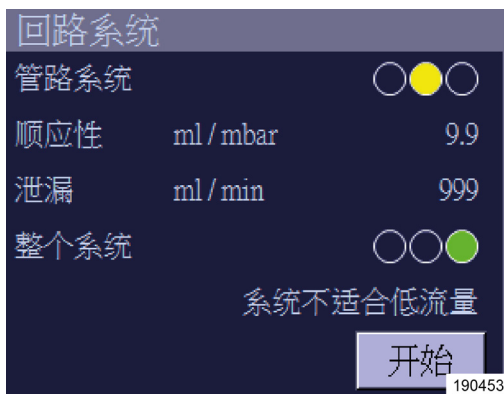 回路系统
管路系统
顺应性 ml / mbar 9.9
泄漏 ml / min 999
整个系统
系统不适合低流量
开始
190453